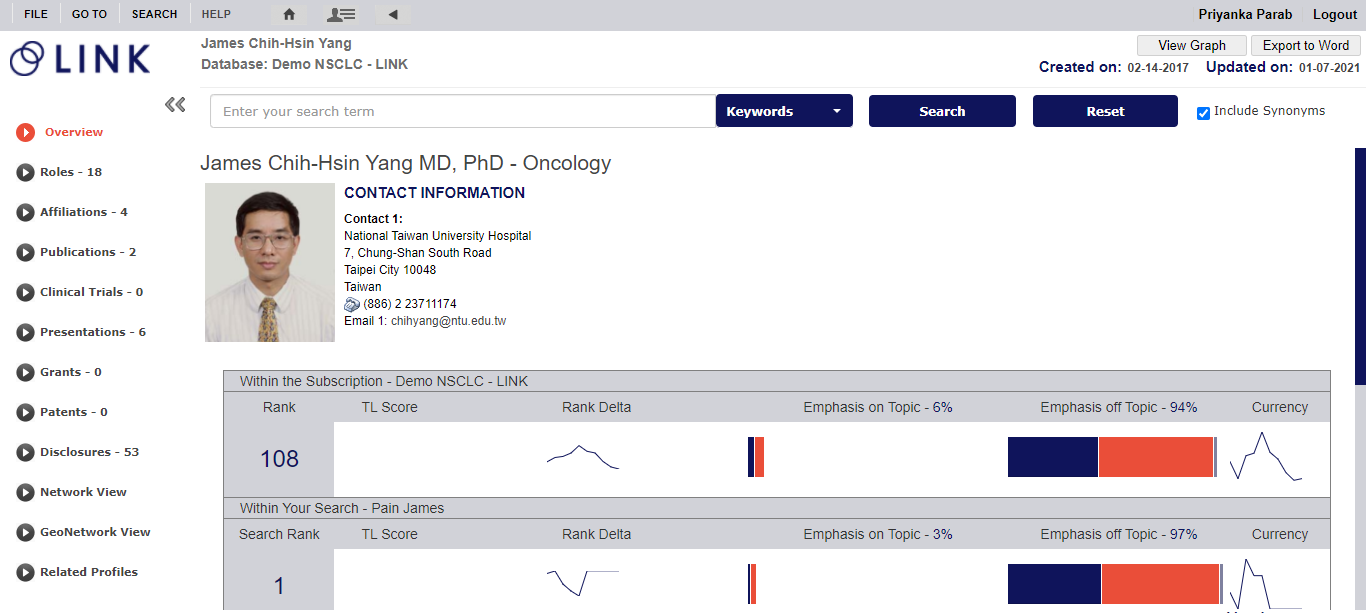 FILE GO TO SEARCH HELP Priyanka Parab Logout
LINK
James Chih-Hsin Yang
Database: Demo NSCLC - LINK
View Graph Export to Word
Created on: 02-14-2017 Updated on: 01-07-2021
Enter your search term Keywords Search Reset Include Synonyms
Overview
Roles - 18
Affiliations - 4
Publications - 2
Clinical Trials - 0
Presentations - 6
Grants - 0
Patents - 0
Disclosures - 53
Network View
GeoNetwork View
Related Profiles
James Chih-Hsin Yang MD, PhD - Oncology
CONTACT INFORMATION
Contact 1:
National Taiwan University Hospital
7, Chung-Shan South Road
Taipei City 10048
Taiwan
(886) 2 23711174
Email 1: chihyang@ntu.edu.tw
Within the Subscription - Demo NSCLC - LINK
Rank TL Score Rank Delta Emphasis on Topic - 6% Emphasis off Topic - 94% Currency
108
Within Your Search - Pain James
Search Rank TL Score Rank Delta Emphasis on Topic - 3% Emphasis off Topic - 97% Currency
1